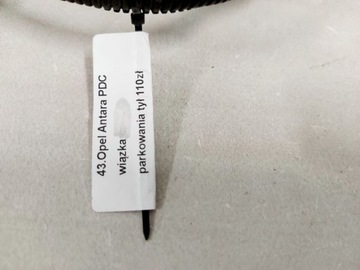 43.Opel Antara PDC
wiązka
parkowania tył 110zł